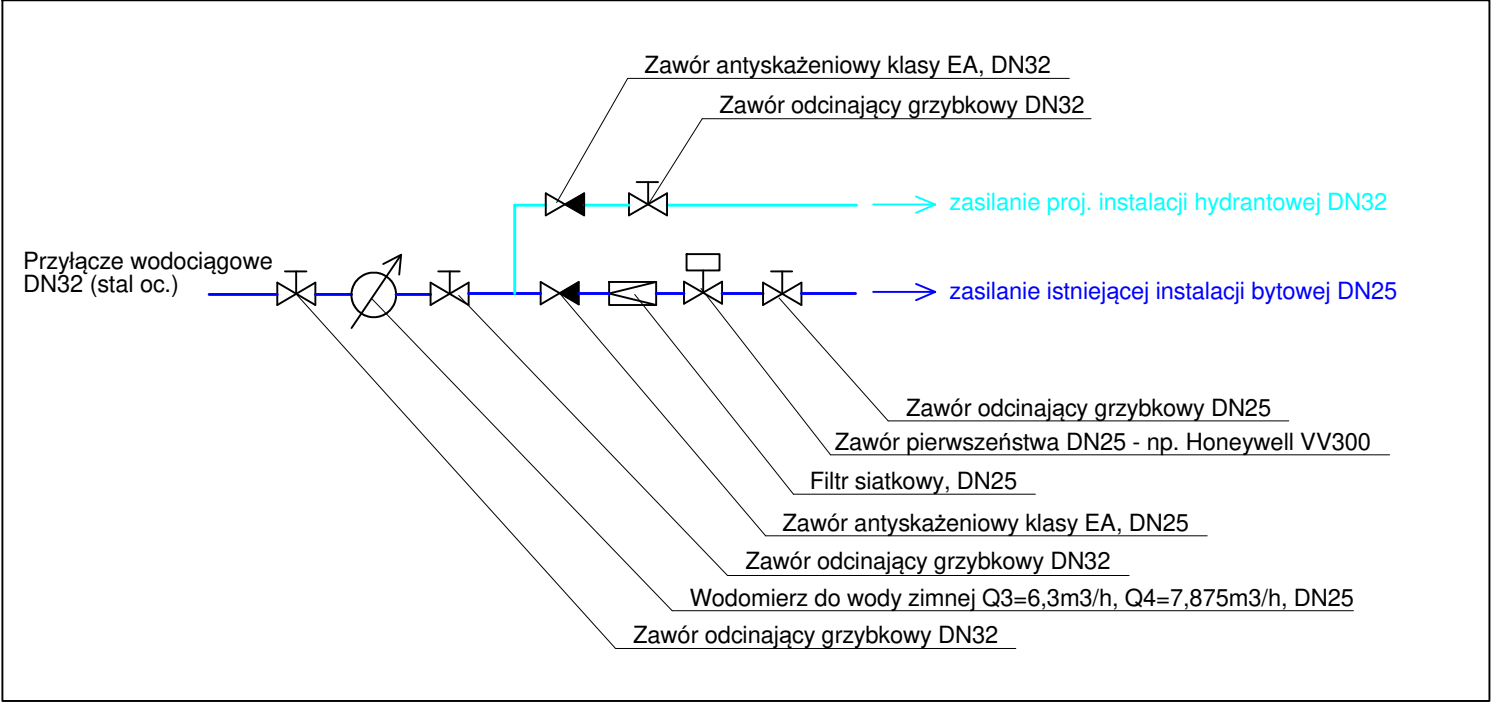 Zawór antyskażeniowy klasy EA, DN32
Zawór odcinający grzybkowy DN32
zasilanie proj. instalacji hydrantowej DN32
Przyłącze wodociągowe
DN32 (stal oc.)
zasilanie istniejącej instalacji bytowej DN25
Zawór odcinający grzybkowy DN25
Zawór pierwszeństwa DN25 - np. Honeywell VV300
Filtr siatkowy, DN25
Zawór antyskażeniowy klasy EA, DN25
Zawór odcinający grzybkowy DN32
Wodomierz do wody zimnej Q3=6,3m3/h, Q4=7,875m3/h, DN25
Zawór odcinający grzybkowy DN32